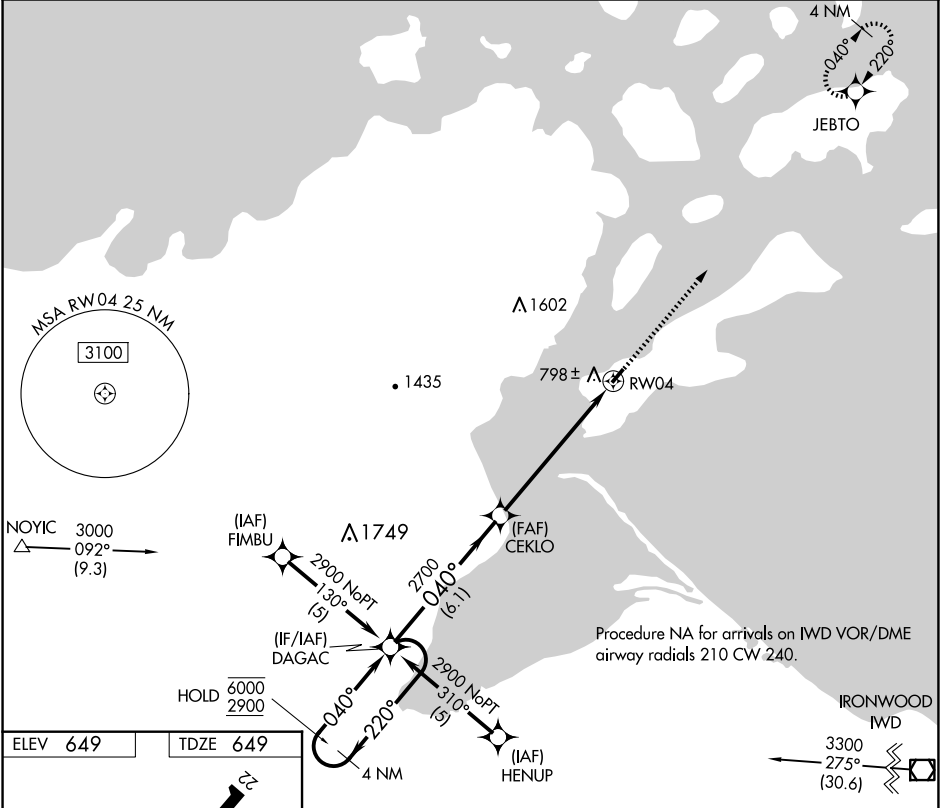 4 NM
040°
220°
JEBTO
MSA RW04 25 NM
3100
1602
1435
798±
RW04
NOYIC
3000
092°
(9.3)
(IAF)
FIMBU
1749
(FAF)
CEKLO
2900 NoPT
130°
(5)
2700
040°
(6.1)
(IF/IAF)
DAGAC
Procedure NA for arrivals on IWD VOR/DME
airway radials 210 CW 240.
2900 NoPT
310°
(5)
HOLD
6000
2900
040°
220°
4 NM
(IAF)
HENUP
IRONWOOD
IWD
3300
275°
(30.6)
ELEV 649
TDZE 649
22